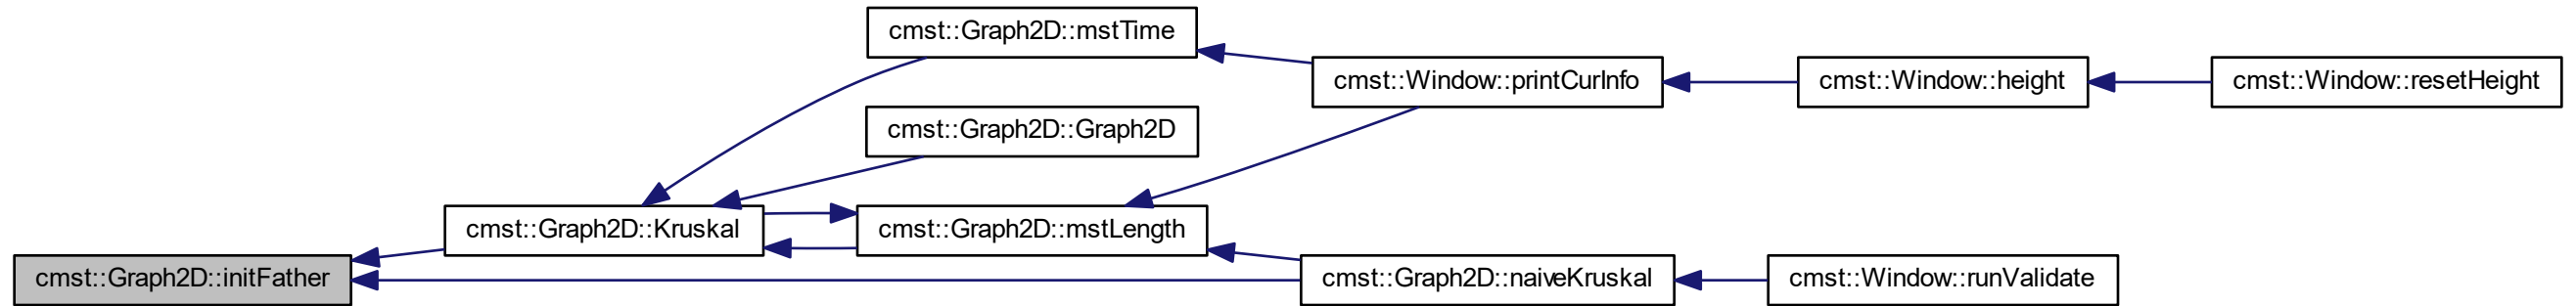 cmst::Graph2D::mstTime
cmst::Window::printCurInfo
cmst::Window::height
cmst::Window::resetHeight
cmst::Graph2D::Graph2D
cmst::Graph2D::Kruskal
cmst::Graph2D::mstLength
cmst::Graph2D::initFather
cmst::Graph2D::naiveKruskal
cmst::Window::runValidate